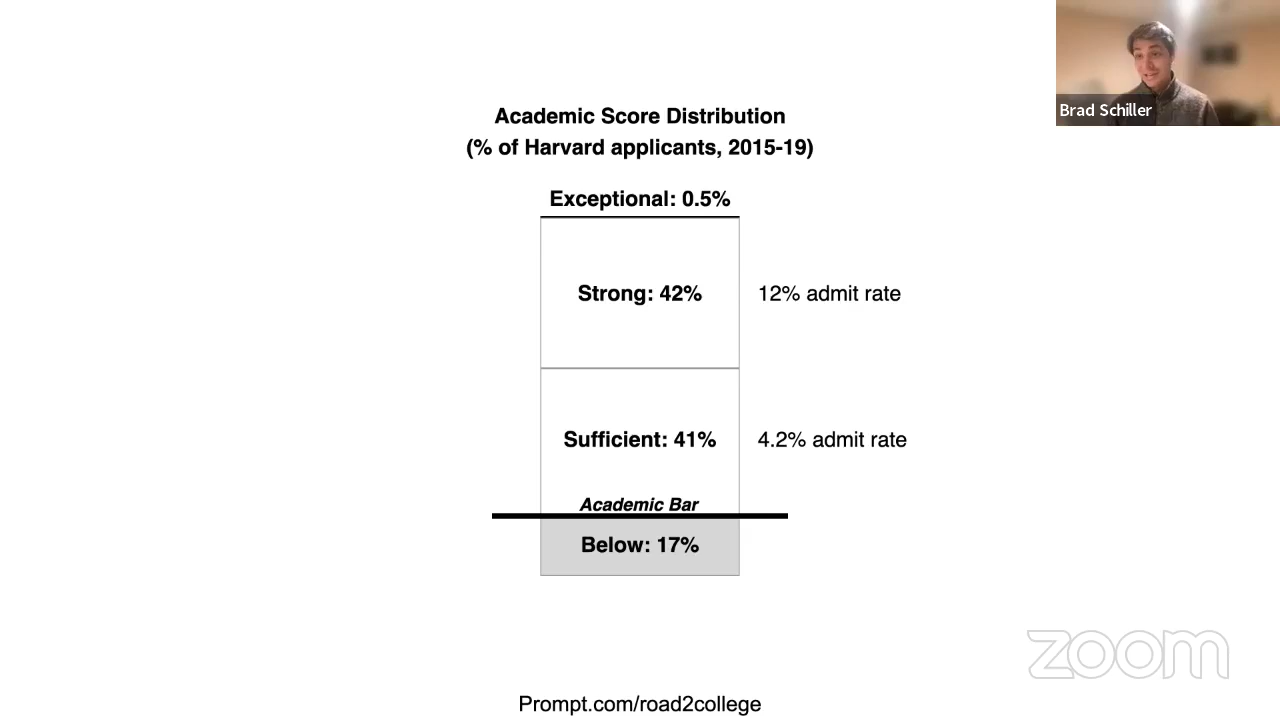 Brad Schiller
Academic Score Distribution
(% of Harvard applicants, 2015-19)
Exceptional: 0.5%
Strong: 42%
12% admit rate
Sufficient: 41%
4.2% admit rate
Academic Bar
Below: 17%
zoom
Prompt.com/road2college